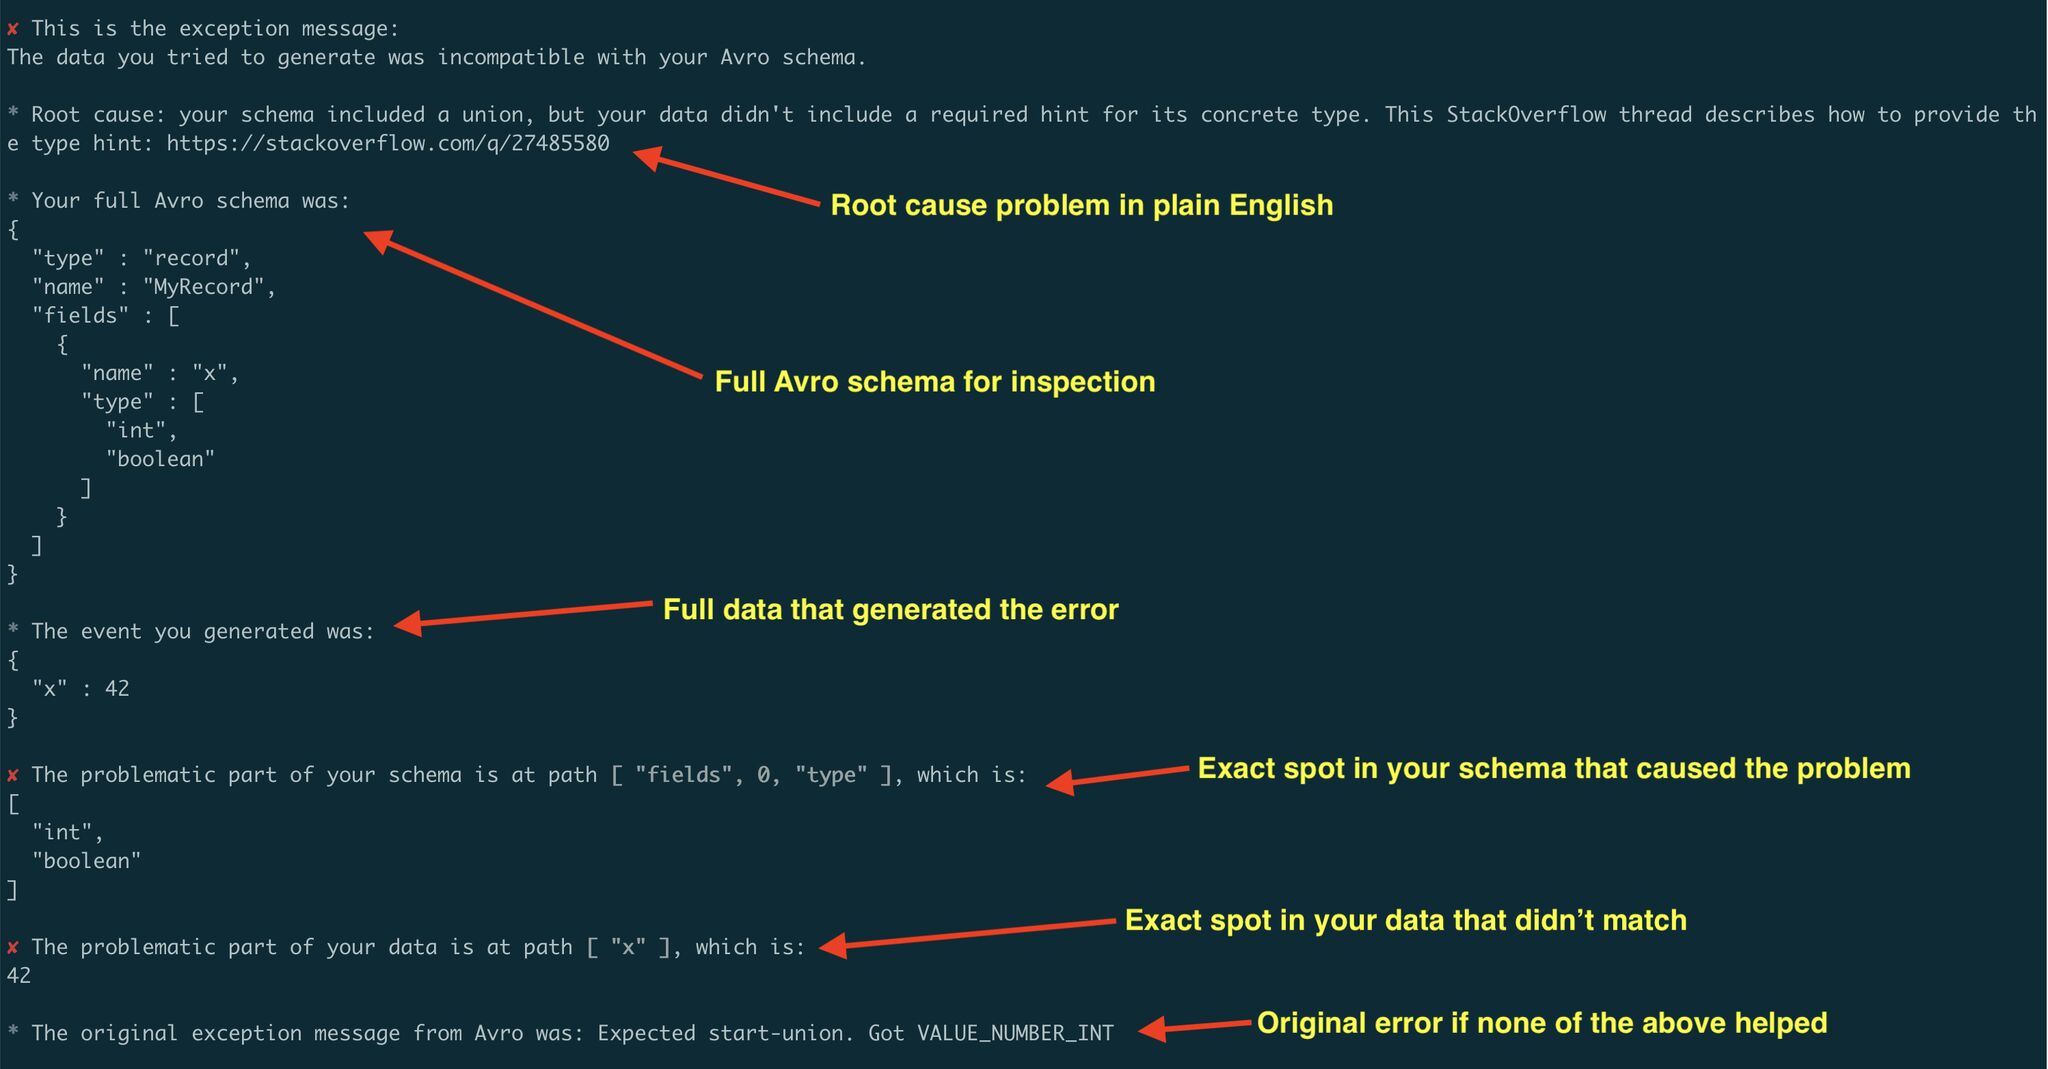 ✘ This is the exception message:
The data you tried to generate was incompatible with your Avro schema.
* Root cause: your schema included a union, but your data didn't include a required hint for its concrete type. This StackOverflow thread describes how to provide th
e type hint: https://stackoverflow.com/q/27485580
Root cause problem in plain English
* Your full Avro schema was:
{
  "type" : "record",
  "name" : "MyRecord",
  "fields" : [
    {
      "name" : "x",
Full Avro schema for inspection
      "type" : [
        "int",
        "boolean"
      ]
    }
  ]
}
Full data that generated the error
* The event you generated was:
{
  "x" : 42
}
✘ The problematic part of your schema is at path [ "fields", 0, "type" ], which is:
Exact spot in your schema that caused the problem
[
  "int",
  "boolean"
]
Exact spot in your data that didn’t match
✘ The problematic part of your data is at path [ "x" ], which is:
42
* The original exception message from Avro was: Expected start-union. Got VALUE_NUMBER_INT
Original error if none of the above helped